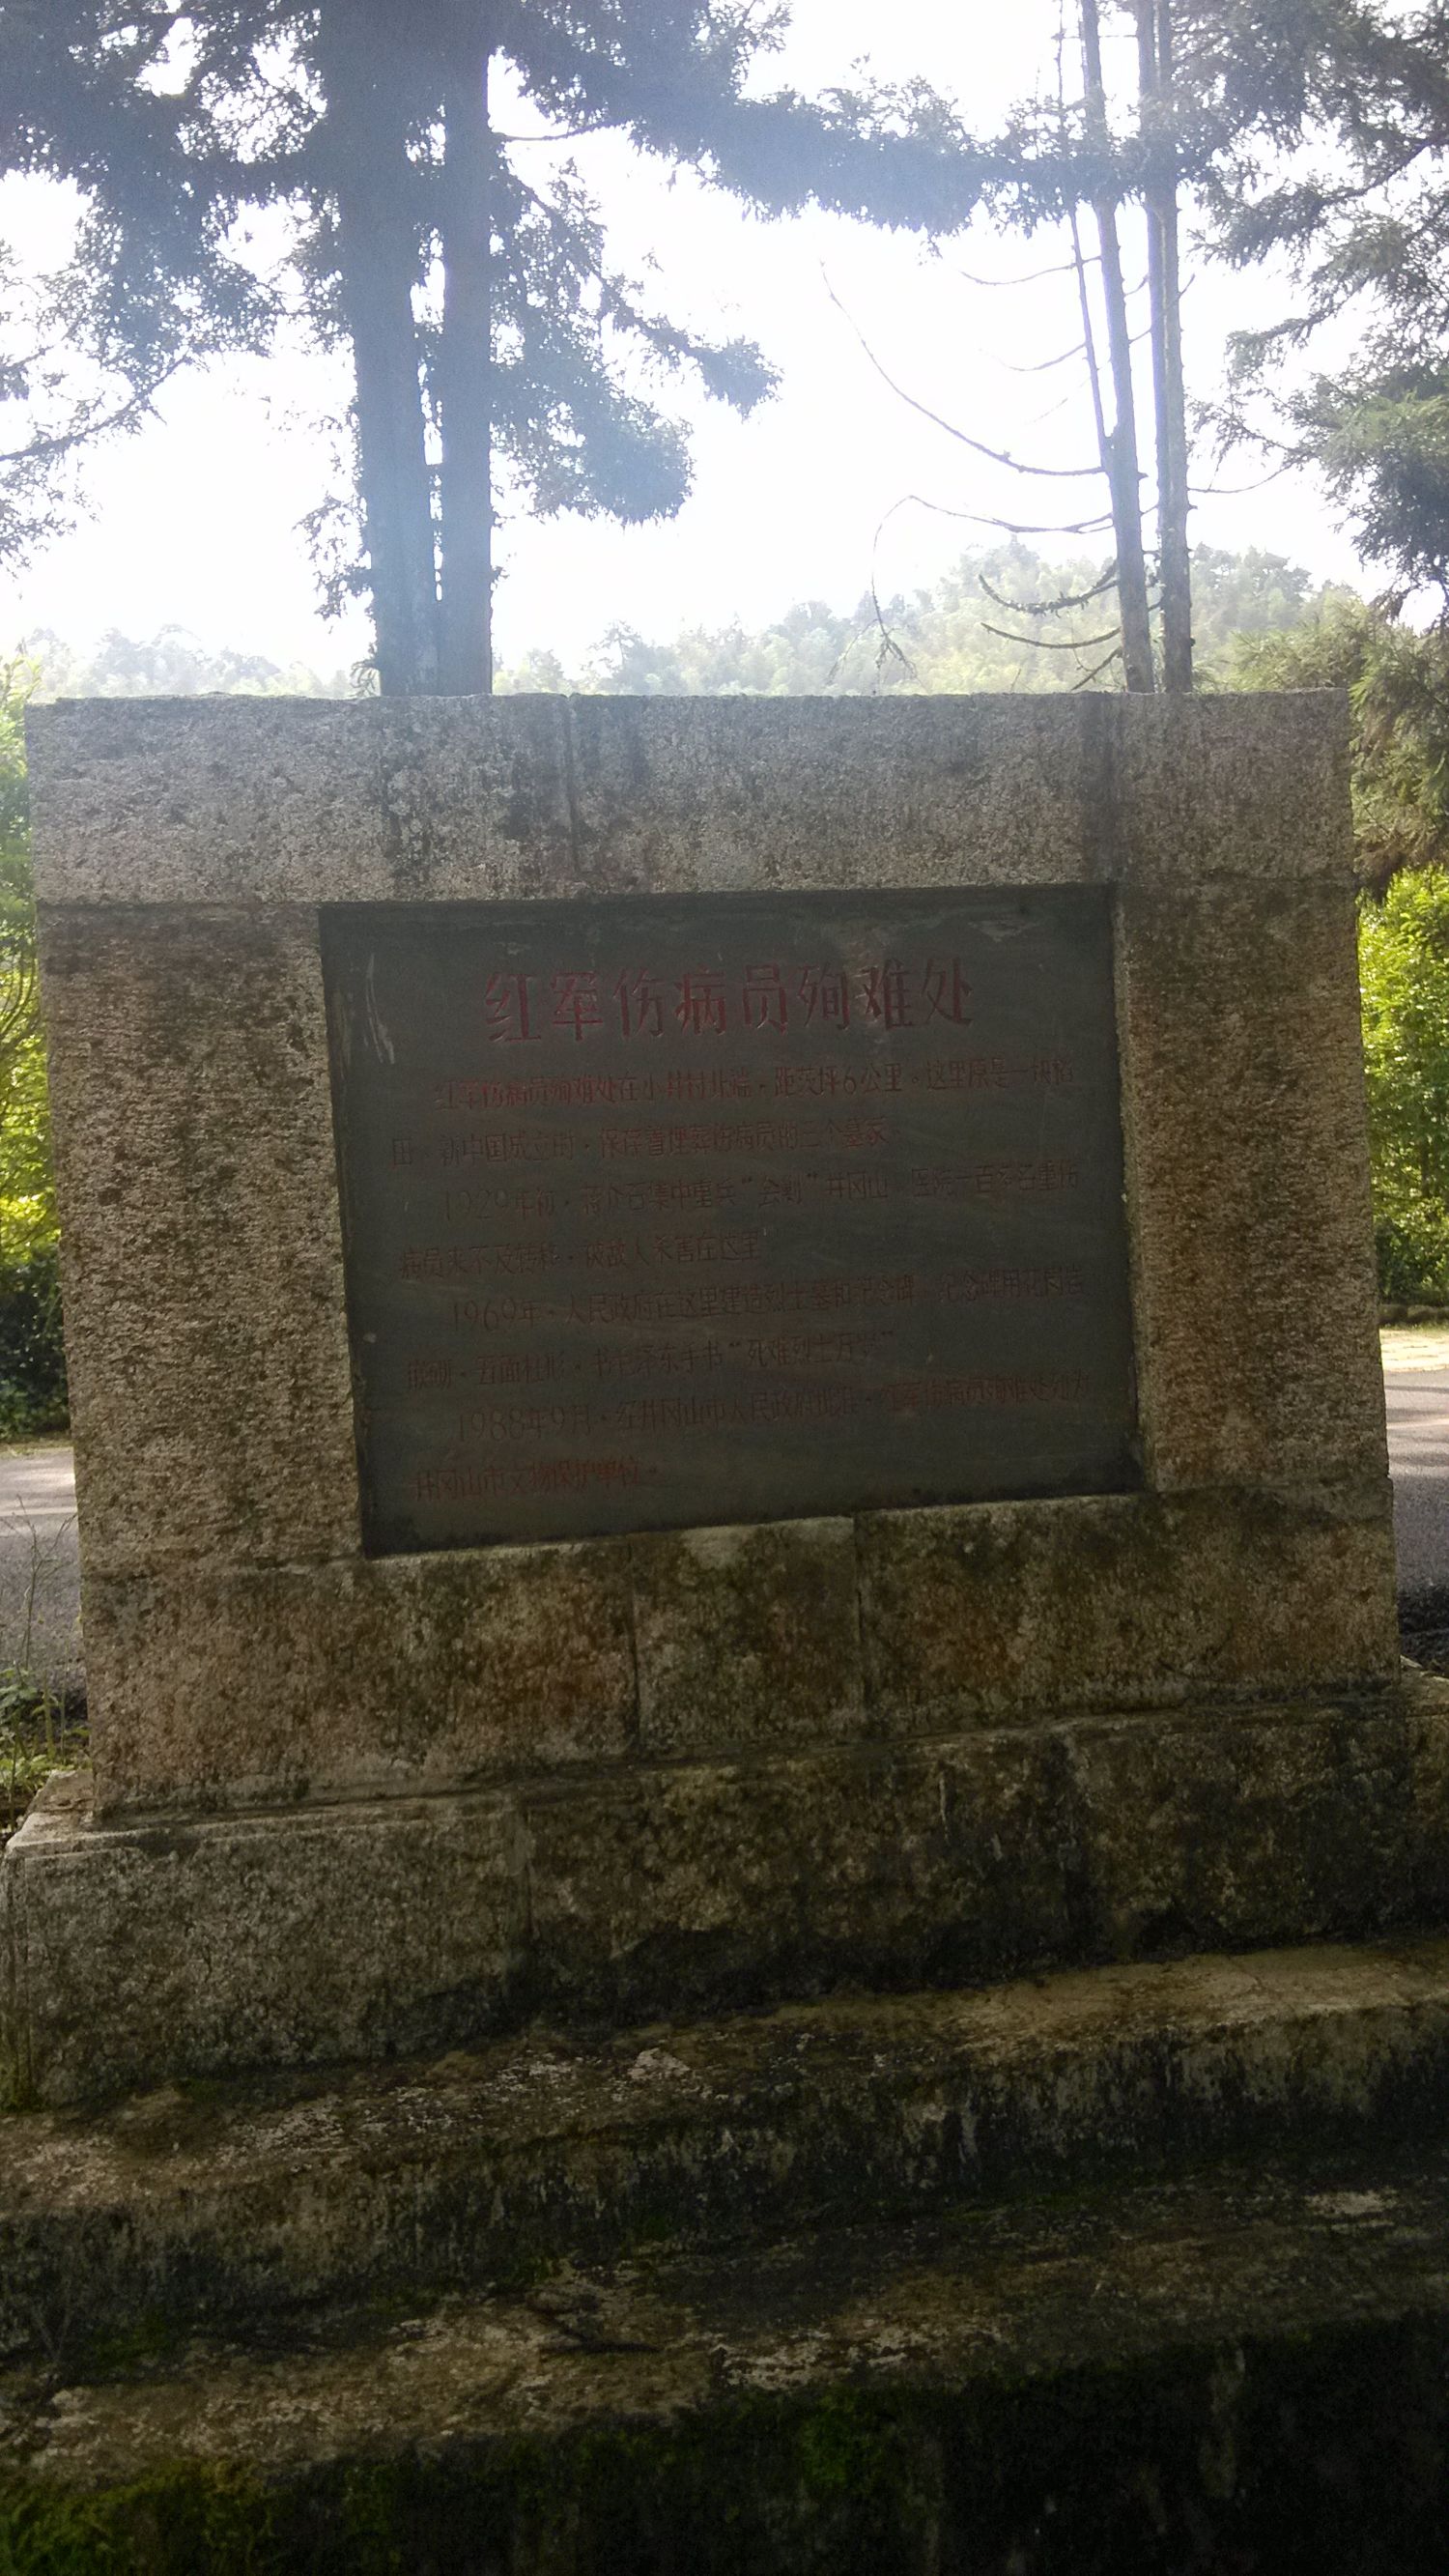 红军伤病员殉难处
红军伤病员殉难处在小井村北端，距茨坪6公里。这里原是一块稻
田，新中国成立时，保存着埋葬伤病员的三个墓冢。
1929年初，蒋介石集中重兵“会剿”井冈山，医院一百多名重伤
病员来不及转移，被敌人杀害在这里。
1969年，人民政府在这里建造烈士墓和纪念碑。纪念碑用花岗岩
嵌砌，五面柱形。书毛泽东手书“死难烈士万岁”
1988年9月，经井冈山市人民政府批准，红军伤病员殉难处列为
井冈山市文物保护单位。